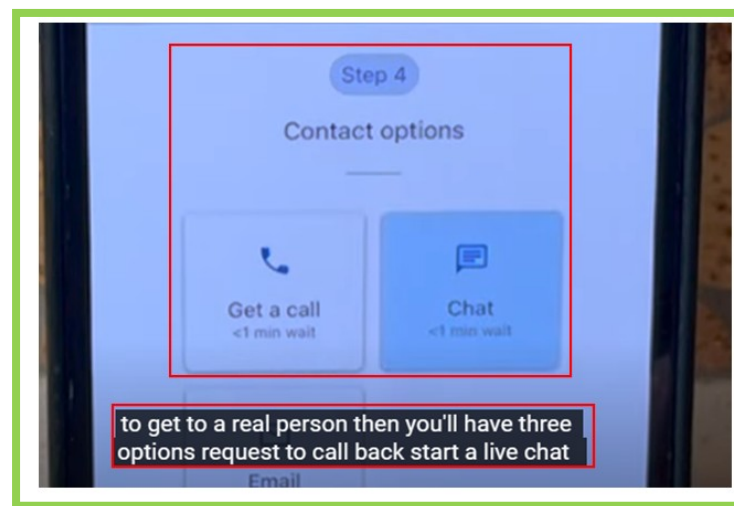 Step 4
Contact options
Get a call
<1 min wait
Chat
<1 min wait
to get to a real person then you'll have three
options request to call back start a live chat
Email